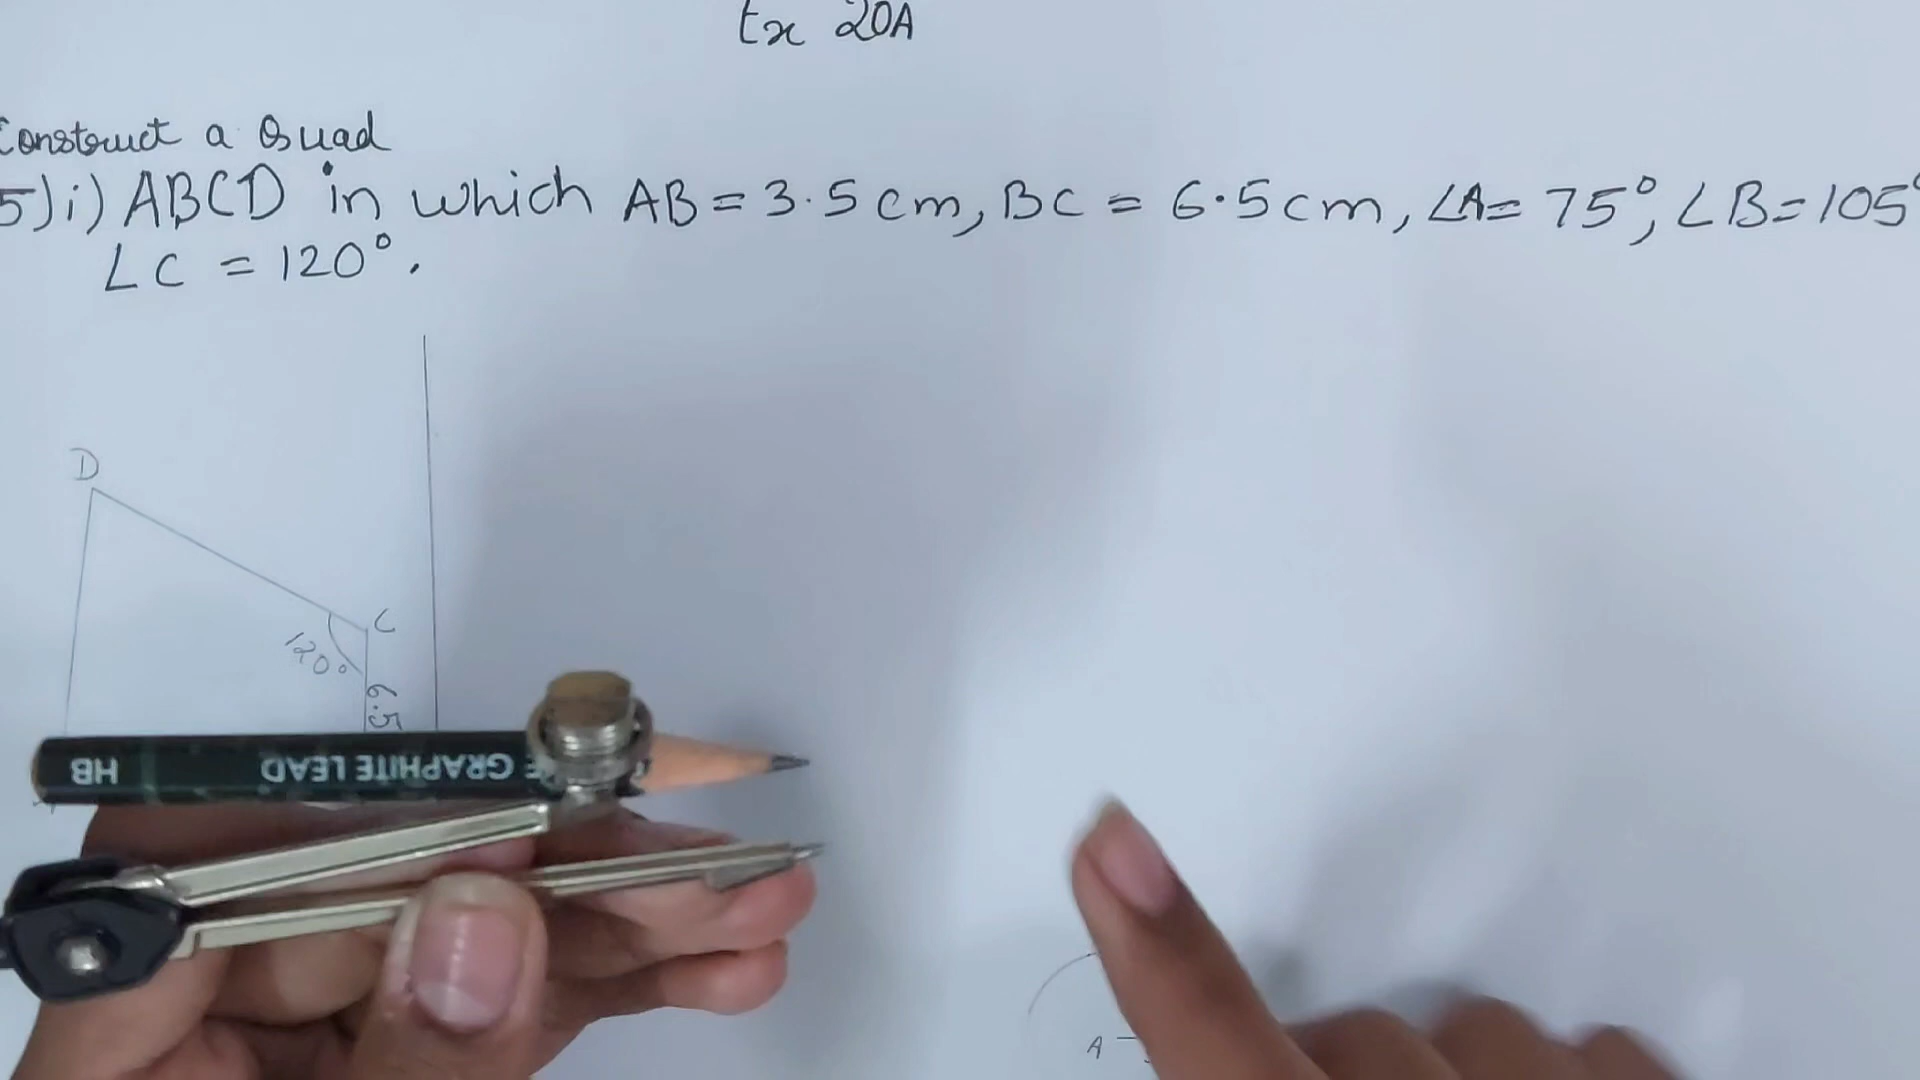 Ex 20A
Construct a Quad
5)i) ABCD in which AB = 3.5 cm, BC = 6.5 cm, ∠A = 75°, ∠B = 105°
∠C = 120°.
D
C
120°
6.5
HB GRAPHITE LEAD
A